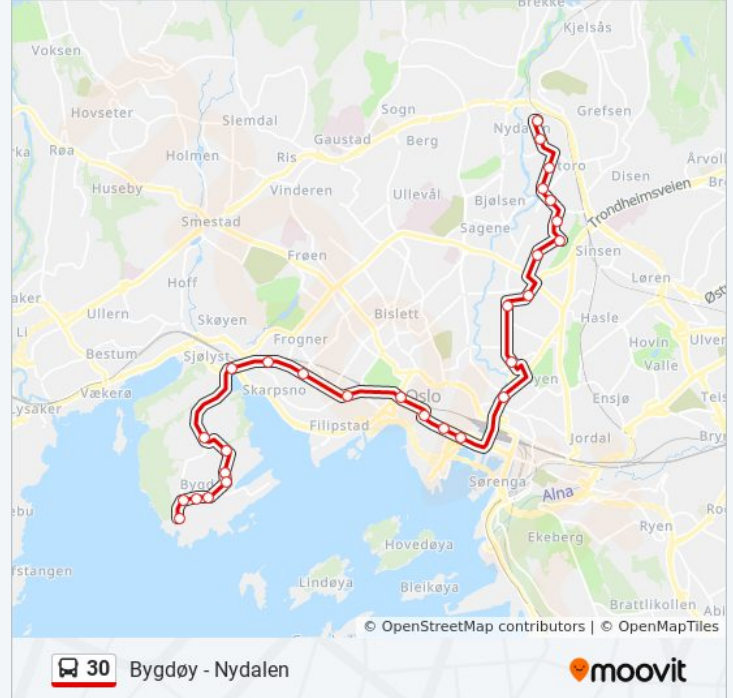 Brekke
Kjelsås
Voksen
Hovseter
Slemdal
Sogn
Nydalen
Grefsen
Gaustad
Berg
Røa
Holmen
Ris
Storo
Årvoll
Huseby
Vinderen
Ullevål
Bjølsen
Disen
Smestad
Sagene
Trondheimsveien
Frøen
Sinsen
Løren
Hoff
Bislett
Ullern
Skøyen
Frogner
Hasle
Hovin
Ulven
Bestum
Sjølyst
Valle
Lysaker
Vækerø
Skarpsno
Oslo
Tøyen
Ensjø
Filipstad
Jordal
Bygdøy
Sørenga
Alna
Ryen
Ekeberg
Hovedøya
Lindøya
Bleikøya
Brattlikollen
© OpenStreetMap contributors | © OpenMapTiles
30 Bygdøy - Nydalen
moovit